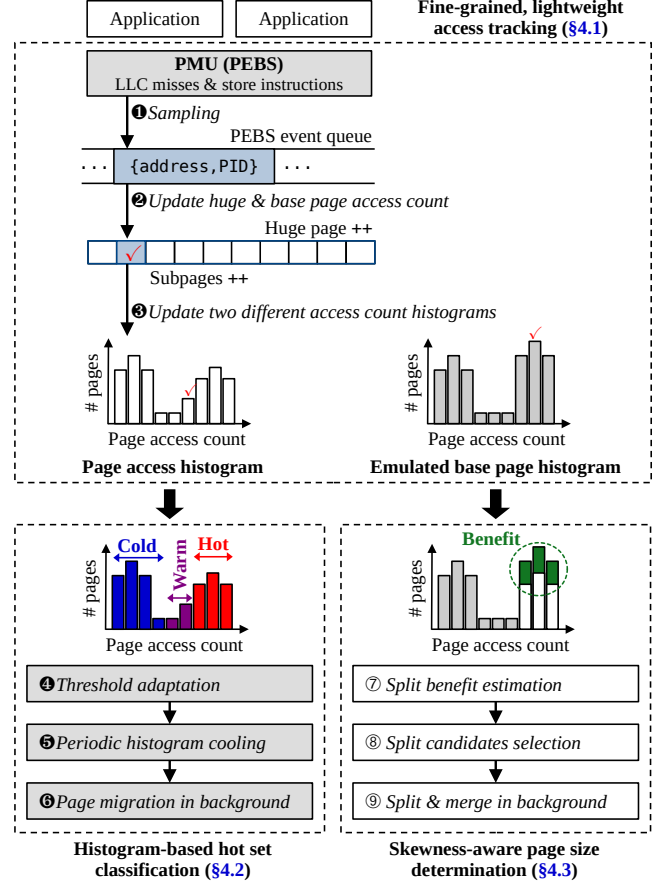 Application
Application
Fine-grained, lightweight
access tracking (§4.1)
PMU (PEBS)
LLC misses & store instructions
❶Sampling
PEBS event queue
··· {address,PID} ···
❷Update huge & base page access count
Huge page ++
Subpages ++
❸Update two different access count histograms
# pages
Page access count
Page access histogram
# pages
Page access count
Emulated base page histogram
Cold
Warm
Hot
# pages
Page access count
❹Threshold adaptation
❺Periodic histogram cooling
❻Page migration in background
Histogram-based hot set
classification (§4.2)
Benefit
# pages
Page access count
⑦ Split benefit estimation
⑧ Split candidates selection
⑨ Split & merge in background
Skewness-aware page size
determination (§4.3)